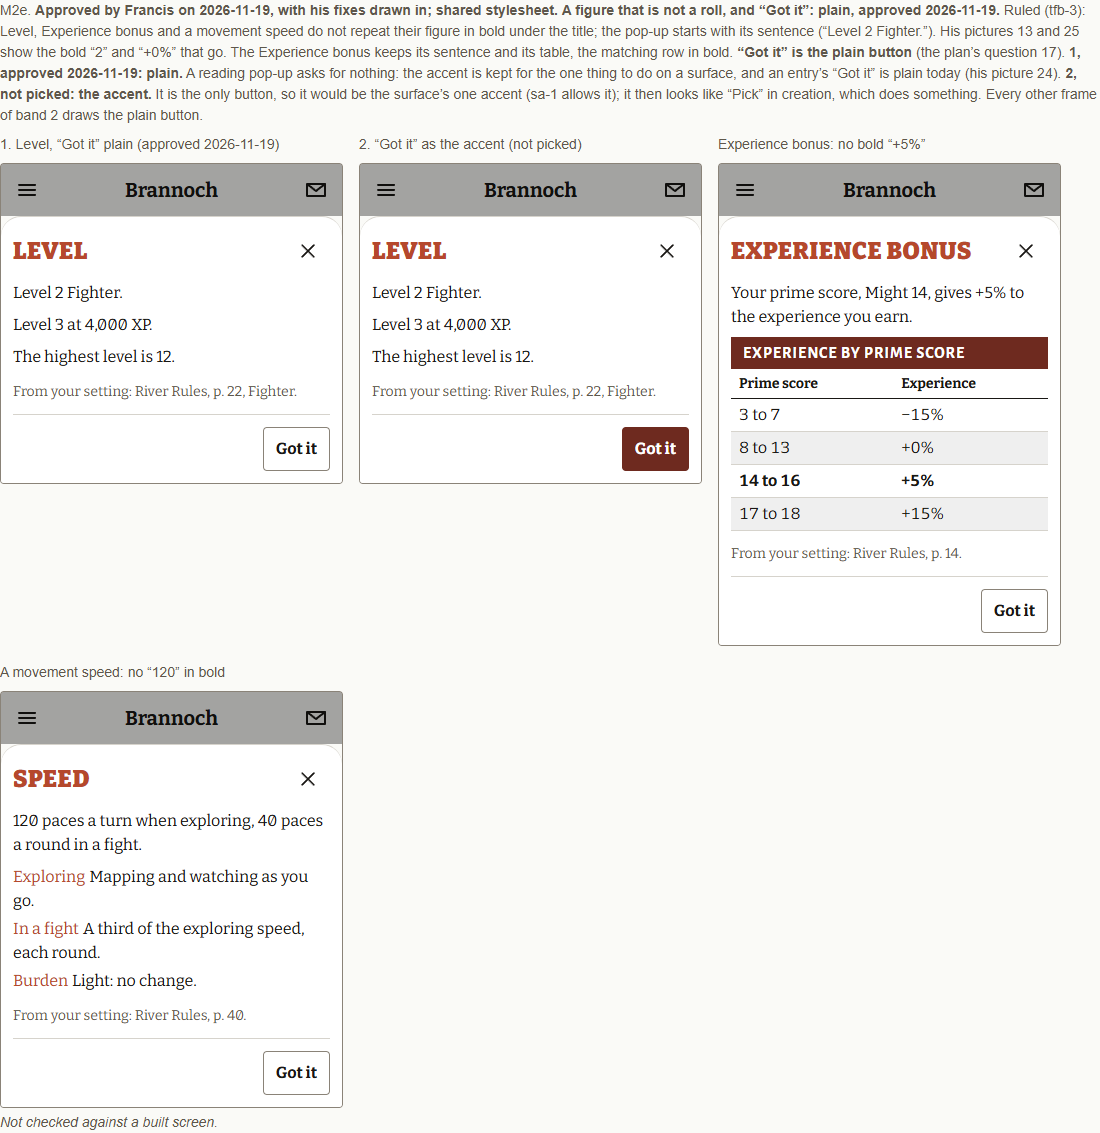 M2e. Approved by Francis on 2026-11-19, with his fixes drawn in; shared stylesheet. A figure that is not a roll, and “Got it”: plain, approved 2026-11-19. Ruled (tfb-3):
Level, Experience bonus and a movement speed do not repeat their figure in bold under the title; the pop-up starts with its sentence (“Level 2 Fighter.”). His pictures 13 and 25
show the bold “2” and “+0%” that go. The Experience bonus keeps its sentence and its table, the matching row in bold. “Got it” is the plain button (the plan’s question 17). 1,
approved 2026-11-19: plain. A reading pop-up asks for nothing: the accent is kept for the one thing to do on a surface, and an entry’s “Got it” is plain today (his picture 24). 2,
not picked: the accent. It is the only button, so it would be the surface’s one accent (sa-1 allows it); it then looks like “Pick” in creation, which does something. Every other frame
of band 2 draws the plain button.
1. Level, “Got it” plain (approved 2026-11-19)
Brannoch
LEVEL
Level 2 Fighter.
Level 3 at 4,000 XP.
The highest level is 12.
From your setting: River Rules, p. 22, Fighter.
Got it
2. “Got it” as the accent (not picked)
Brannoch
LEVEL
Level 2 Fighter.
Level 3 at 4,000 XP.
The highest level is 12.
From your setting: River Rules, p. 22, Fighter.
Got it
Experience bonus: no bold “+5%”
Brannoch
EXPERIENCE BONUS
Your prime score, Might 14, gives +5% to
the experience you earn.
EXPERIENCE BY PRIME SCORE
Prime score Experience
3 to 7 −15%
8 to 13 +0%
14 to 16 +5%
17 to 18 +15%
From your setting: River Rules, p. 14.
Got it
A movement speed: no “120” in bold
Brannoch
SPEED
120 paces a turn when exploring, 40 paces
a round in a fight.
Exploring Mapping and watching as you
go.
In a fight A third of the exploring speed,
each round.
Burden Light: no change.
From your setting: River Rules, p. 40.
Got it
Not checked against a built screen.